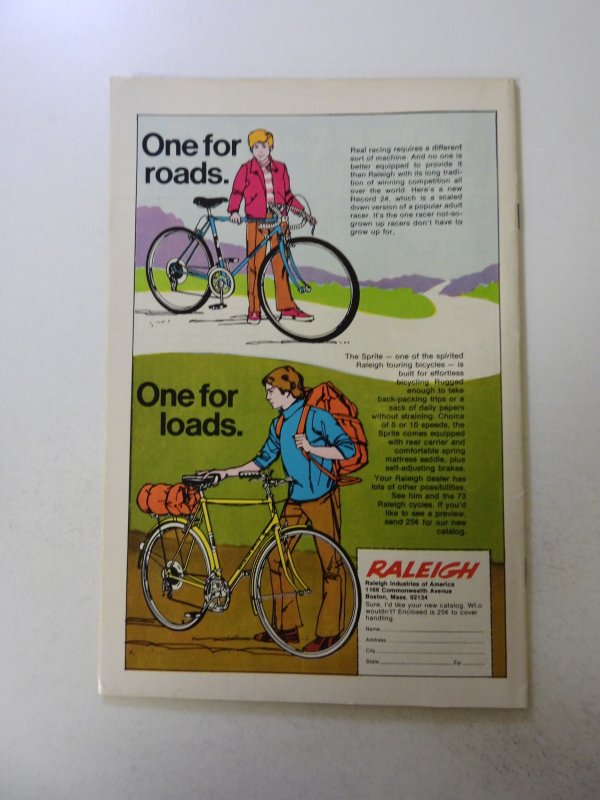 One for
roads.
Real racing requires a different
sort of machine. And no one is
better equipped to provide it
than Raleigh with its long tradi-
tion of winning competition all
over the world. Here's a new
Record 24, which is a scaled
down version of a popular adult
racer. It's the one racer not-so-
grown up racers don't have to
grow up for.
The Sprite — one of the spirited
Raleigh touring bicycles — is
built for effortless
bicycling. Rugged
enough to take
back-packing trips or a
sack of daily papers
without straining. Choice
of 5 or 10 speeds, the
Sprite comes equipped
with rear carrier and
comfortable spring
mattress saddle, plus
self-adjusting brakes.
Your Raleigh dealer has
lots of other possibilities.
See him and the 73
Raleigh cycles. If you'd
like to see a preview,
send 25¢ for our new
catalog.
One for
loads.
RALEIGH
Raleigh Industries of America
1168 Commonwealth Avenue
Boston, Mass. 02134
Sure, I'd like your new catalog. Who
wouldn't? Enclosed is 25¢ to cover
handling.
Name
Address
City
State Zip